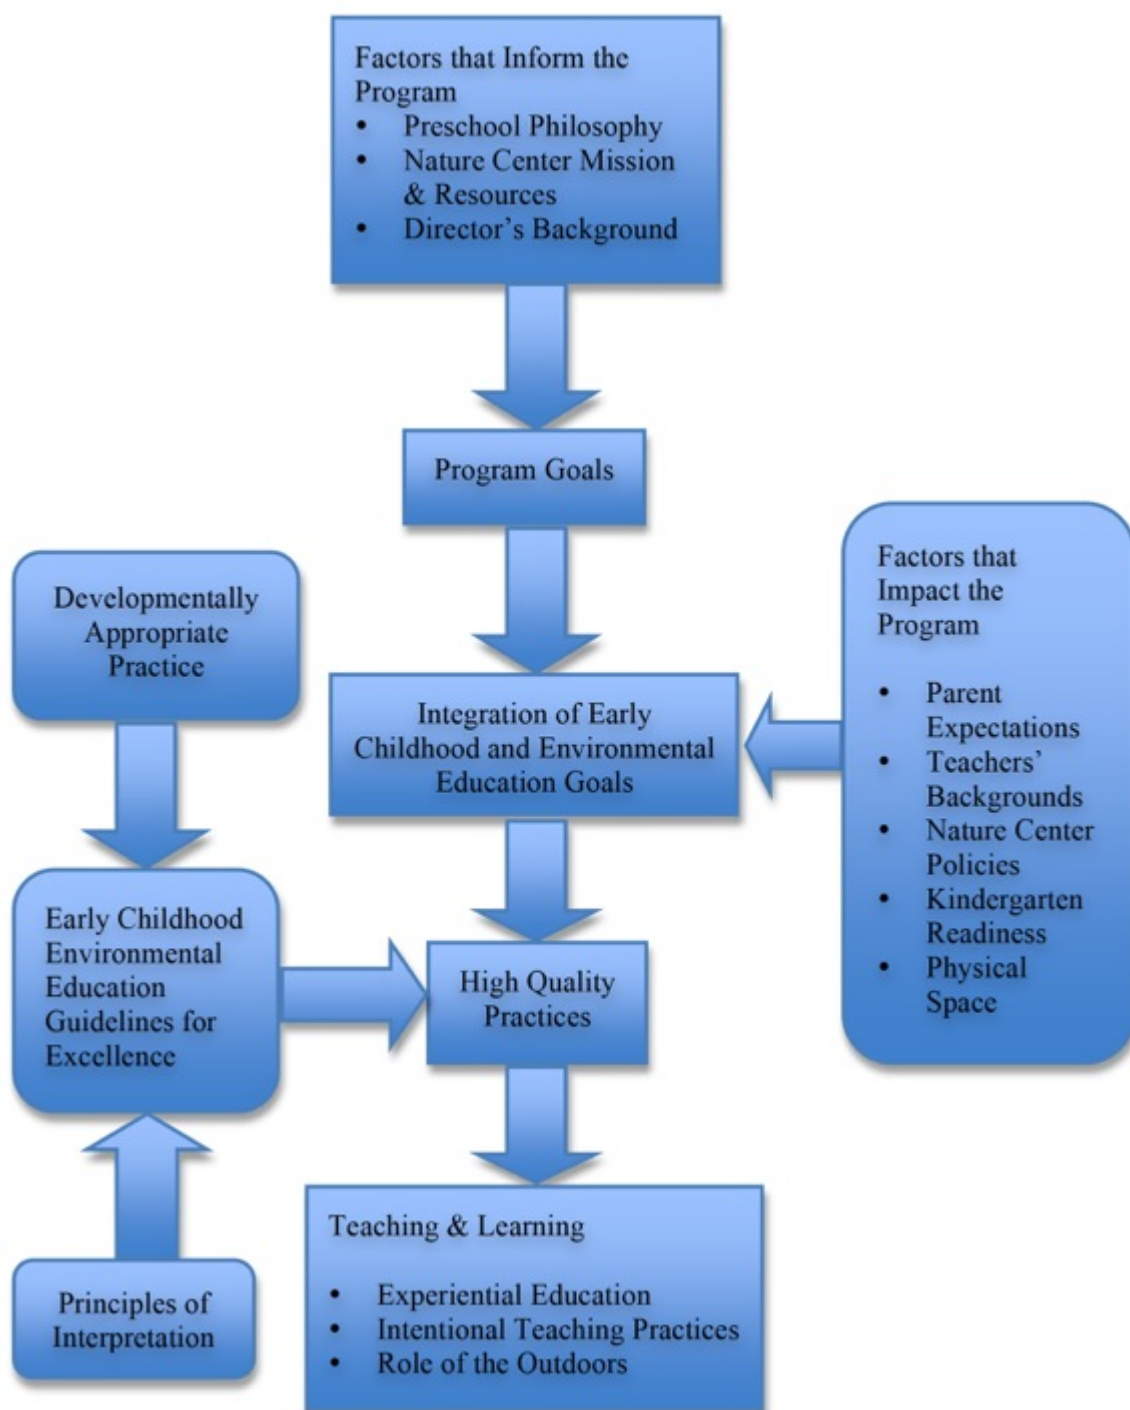 Factors that Inform the
Program
• Preschool Philosophy
• Nature Center Mission
& Resources
• Director's Background
Program Goals
Developmentally
Appropriate
Practice
Integration of Early
Childhood and Environmental
Education Goals
Factors that
Impact the
Program
• Parent
Expectations
• Teachers'
Backgrounds
• Nature Center
Policies
• Kindergarten
Readiness
• Physical
Space
Early Childhood
Environmental
Education
Guidelines for
Excellence
High Quality
Practices
Principles of
Interpretation
Teaching & Learning
• Experiential Education
• Intentional Teaching Practices
• Role of the Outdoors